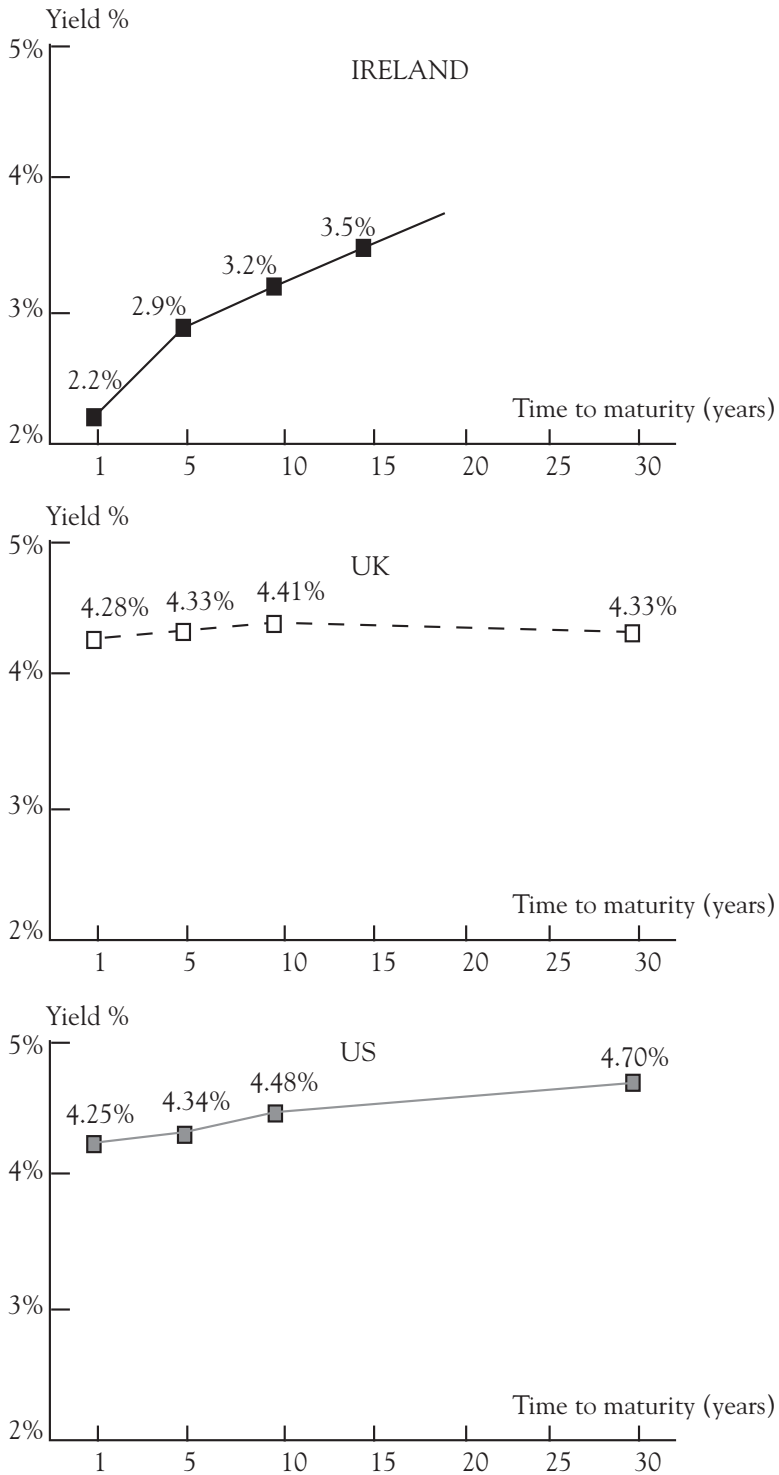 Yield %
5%
IRELAND
4%
3.5%
3.2%
3%
2.9%
2.2%
Time to maturity (years)
2%
1 5 10 15 20 25 30
Yield %
5%
UK
4.28% 4.33% 4.41% 4.33%
4%
3%
Time to maturity (years)
2%
1 5 10 15 20 25 30
Yield %
5%
US
4.25% 4.34% 4.48% 4.70%
4%
3%
Time to maturity (years)
2%
1 5 10 15 20 25 30